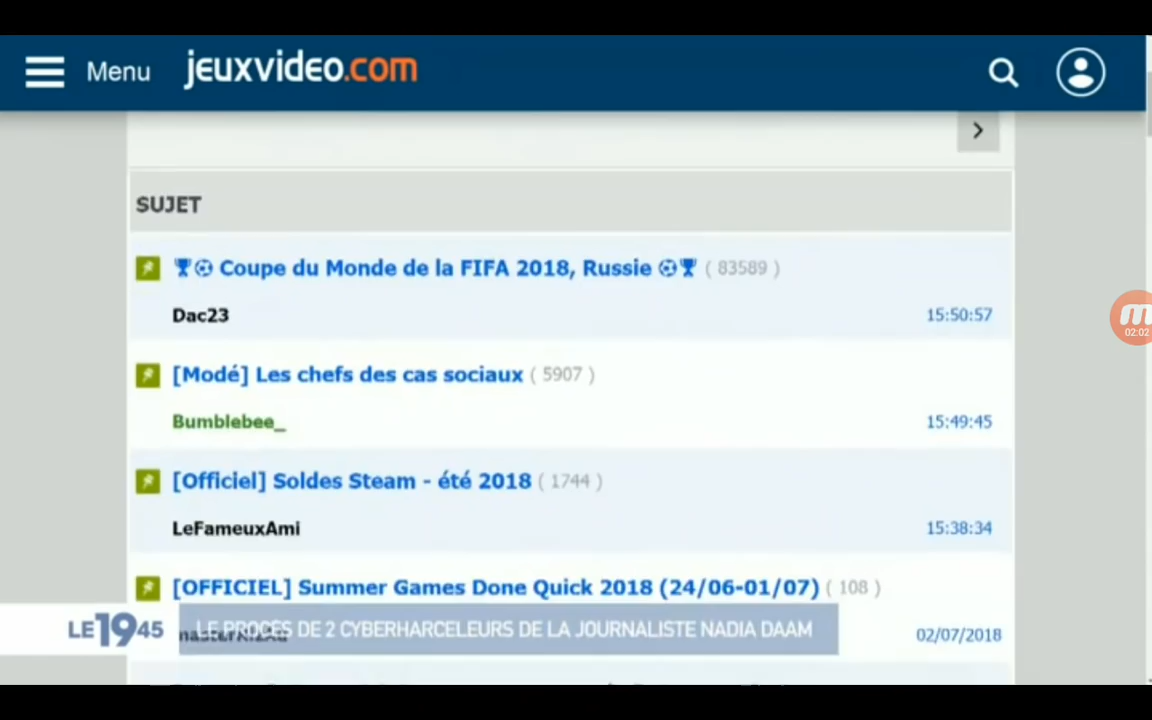 Menu jeuxvideo.com
SUJET
Coupe du Monde de la FIFA 2018, Russie ( 83589 )
Dac23 15:50:57
02:02
[Modé] Les chefs des cas sociaux ( 5907 )
Bumblebee_ 15:49:45
[Officiel] Soldes Steam - été 2018 ( 1744 )
LeFameuxAmi 15:38:34
[OFFICIEL] Summer Games Done Quick 2018 (24/06-01/07) ( 108 )
LE 19 45 LE PROCÈS DE 2 CYBERHARCELEURS DE LA JOURNALISTE NADIA DAAM 02/07/2018